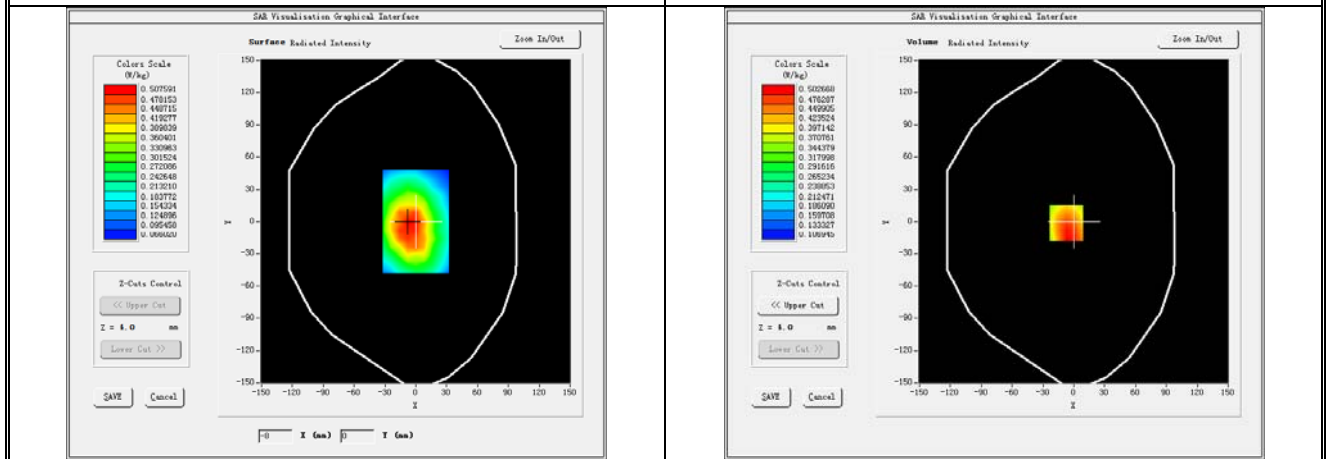 SAR Visualisation Graphical Interface
Surface Radiated Intensity
Zoom In/Out
Colors Scale
(W/kg)
0.507591
0.478153
0.448715
0.419277
0.389839
0.360401
0.330963
0.301524
0.272086
0.242648
0.213210
0.183772
0.154334
0.124896
0.095458
0.066020
150
120
90
60
30
0
-30
-60
-90
-120
-150
Y
-150 -120 -90 -60 -30 0 30 60 90 120 150
X
Z-Cuts Control
<< Upper Cut
Z = 4.0 mm
Lower Cut >>
SAVE Cancel
X (mm) 0 Y (mm)
SAR Visualisation Graphical Interface
Volume Radiated Intensity
Zoom In/Out
Colors Scale
(W/kg)
0.502668
0.476287
0.449905
0.423524
0.397142
0.370761
0.344379
0.317998
0.291616
0.265234
0.238853
0.212471
0.186090
0.159708
0.133327
0.106945
150
120
90
60
30
0
-30
-60
-90
-120
-150
Y
-150 -120 -90 -60 -30 0 30 60 90 120 150
X
Z-Cuts Control
<< Upper Cut
Z = 4.0 mm
Lower Cut >>
SAVE Cancel